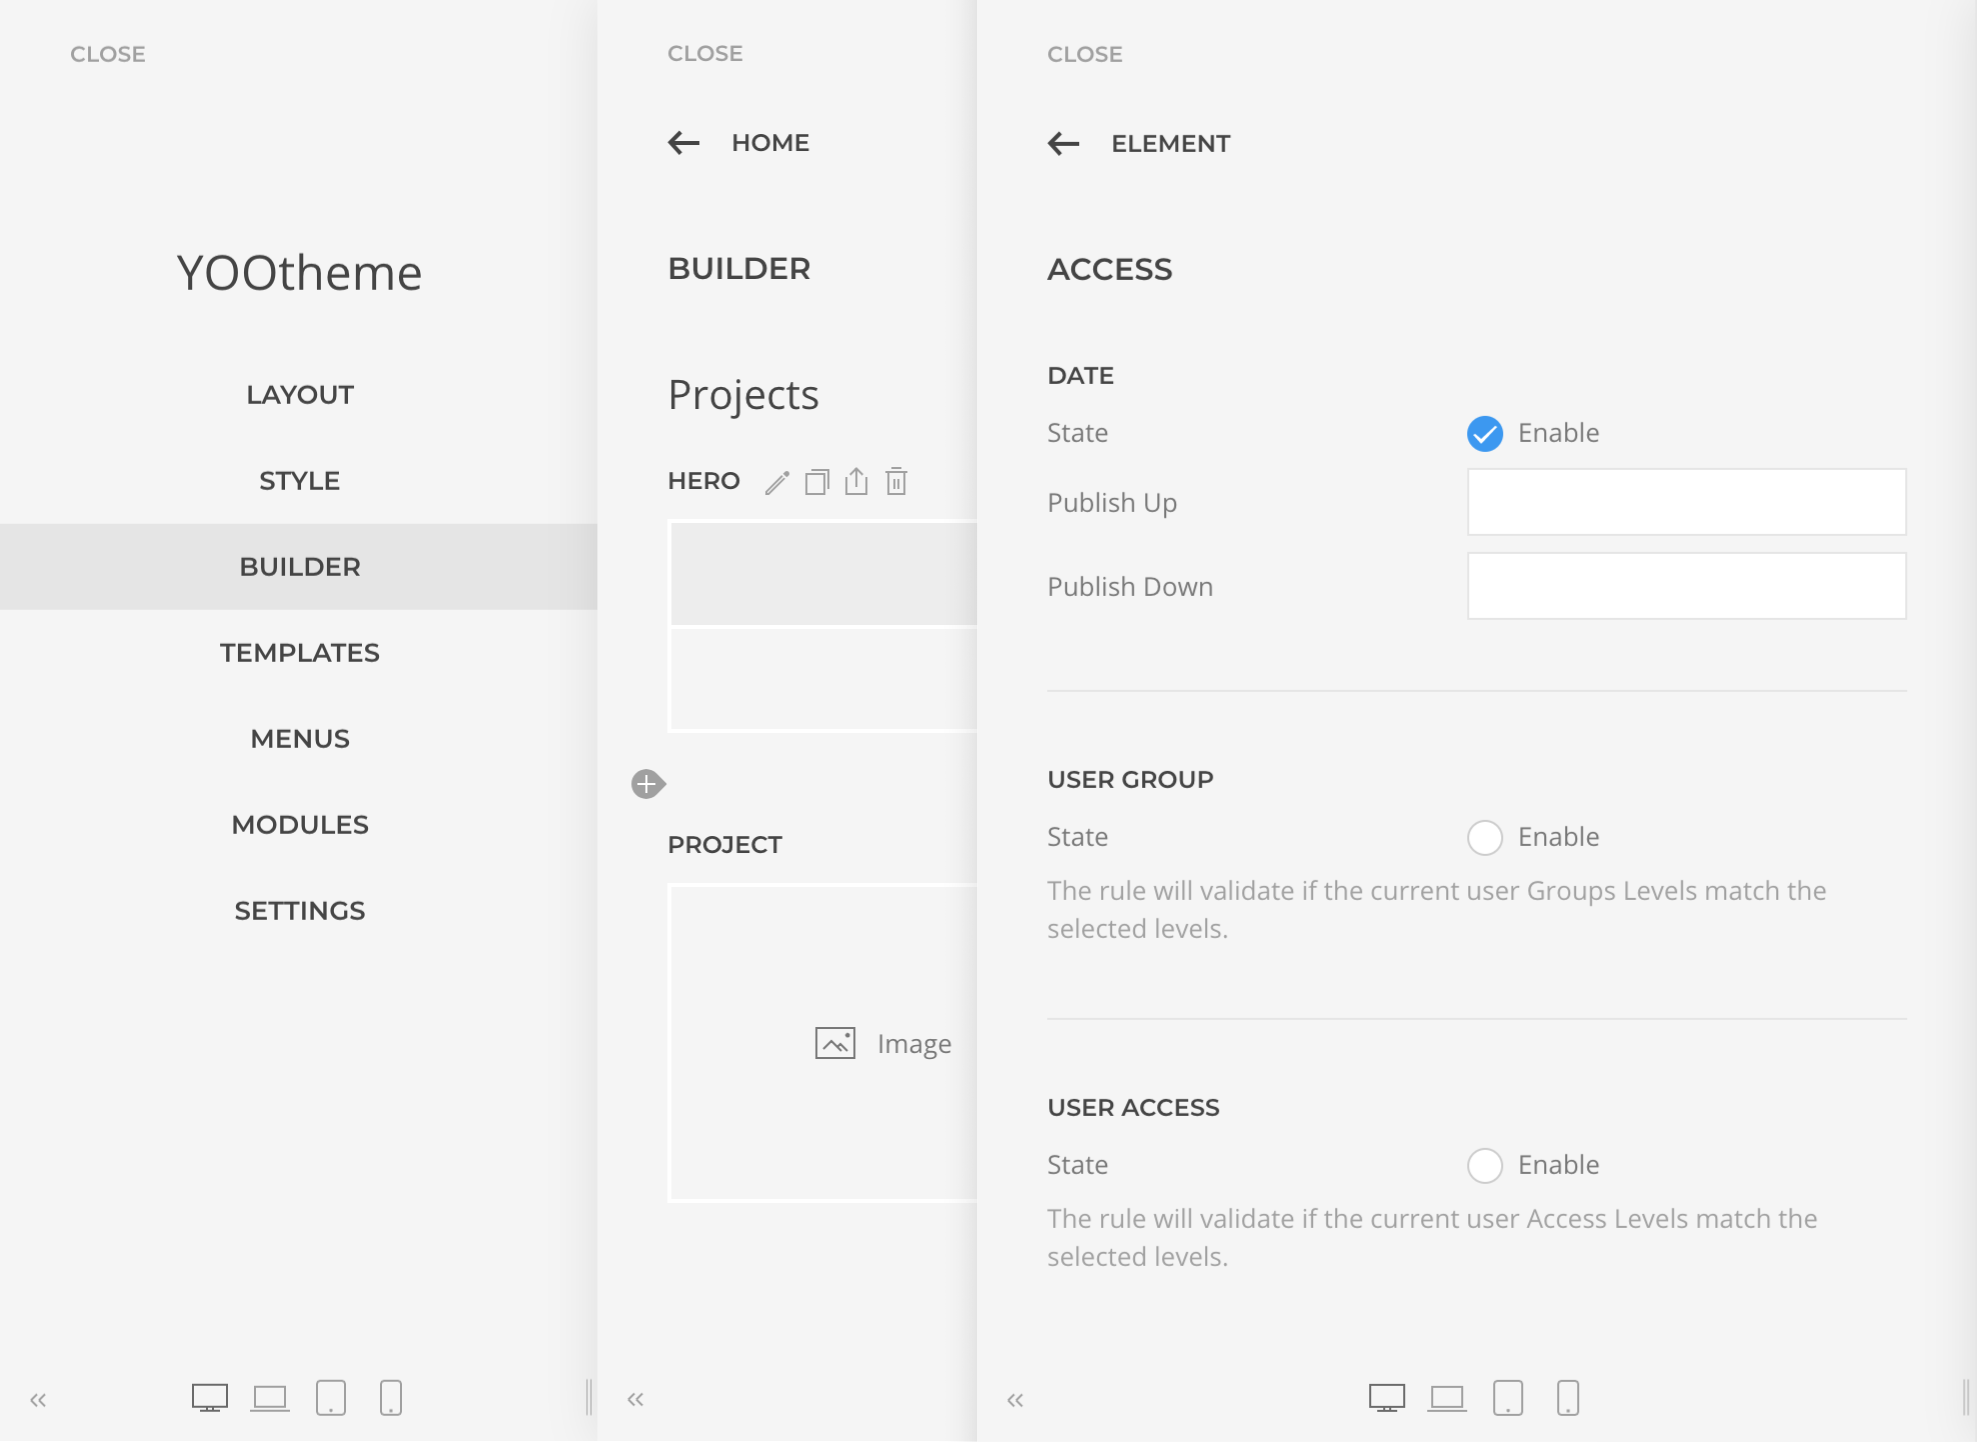 CLOSE
YOOtheme
LAYOUT
STYLE
BUILDER
TEMPLATES
MENUS
MODULES
SETTINGS
CLOSE
HOME
BUILDER
Projects
HERO
PROJECT
Image
CLOSE
ELEMENT
ACCESS
DATE
State
Enable
Publish Up
Publish Down
USER GROUP
State
Enable
The rule will validate if the current user Groups Levels match the
selected levels.
USER ACCESS
State
Enable
The rule will validate if the current user Access Levels match the
selected levels.